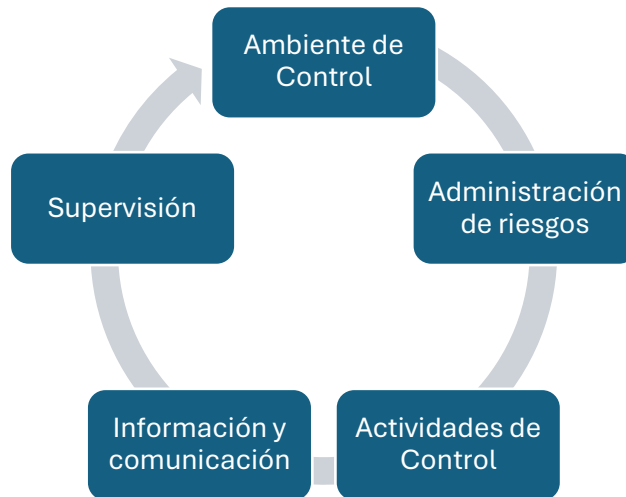 Ambiente de
Control
Administración
de riesgos
Actividades de
Control
Información y
comunicación
Supervisión